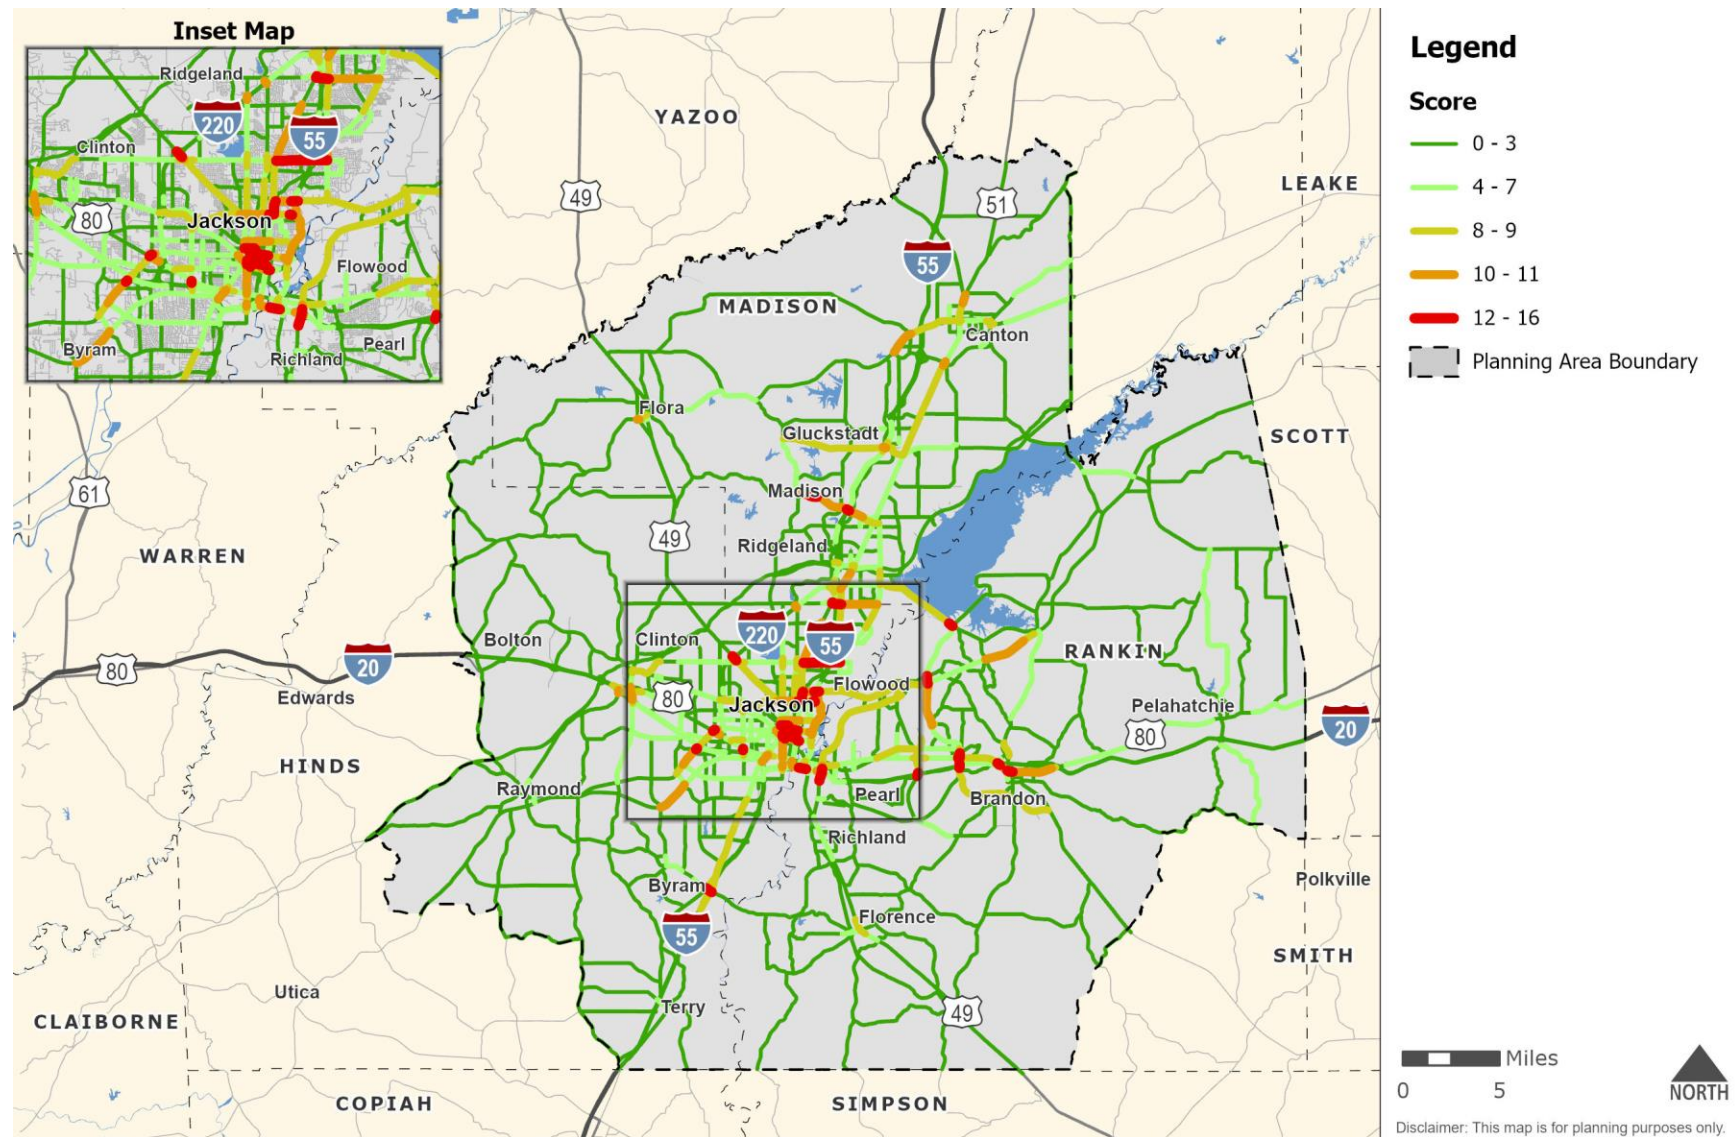 Inset Map
Ridgeland
220
55
Clinton
80
Jackson
Flowood
Byram
Pearl
Richland
YAZOO
49
LEAKE
51
55
MADISON
Canton
Flora
Gluckstadt
SCOTT
61
Madison
49
WARREN
Ridgeland
Bolton
Clinton
220
55
RANKIN
80
20
Edwards
80
Flowood
Jackson
Pelahatchie
80
20
HINDS
Raymond
Pearl
Brandon
Richland
Byram
Polkville
55
Florence
SMITH
Utica
Terry
49
CLAIBORNE
COPIAH
SIMPSON
Legend
Score
0 - 3
4 - 7
8 - 9
10 - 11
12 - 16
Planning Area Boundary
Miles
0 5
NORTH
Disclaimer: This map is for planning purposes only.